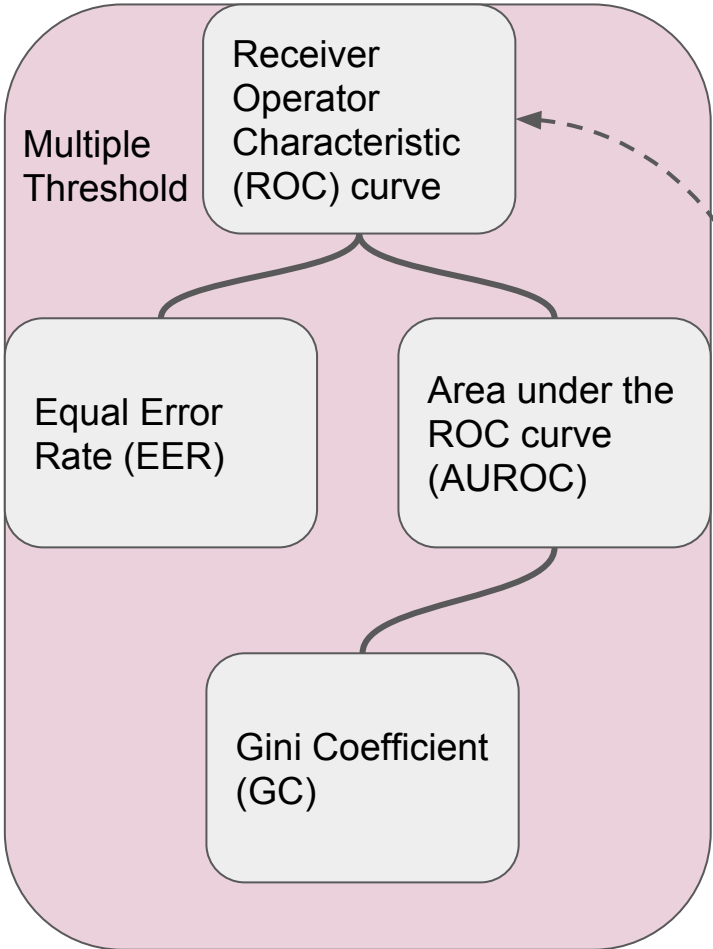 Receiver
Operator
Characteristic
(ROC) curve
Multiple
Threshold
Equal Error
Rate (EER)
Area under the
ROC curve
(AUROC)
Gini Coefficient
(GC)